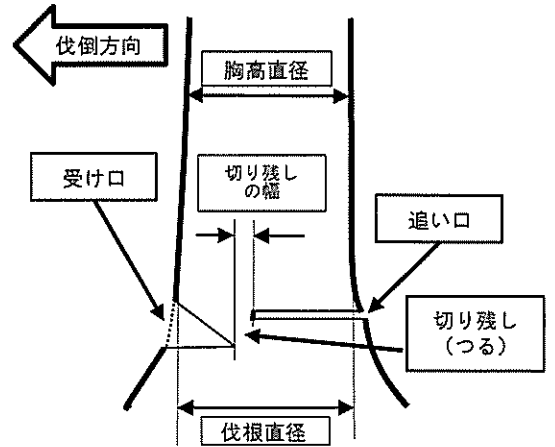 伐倒方向
胸高直径
受け口
切り残し
の幅
追い口
切り残し
(つる)
伐根直径